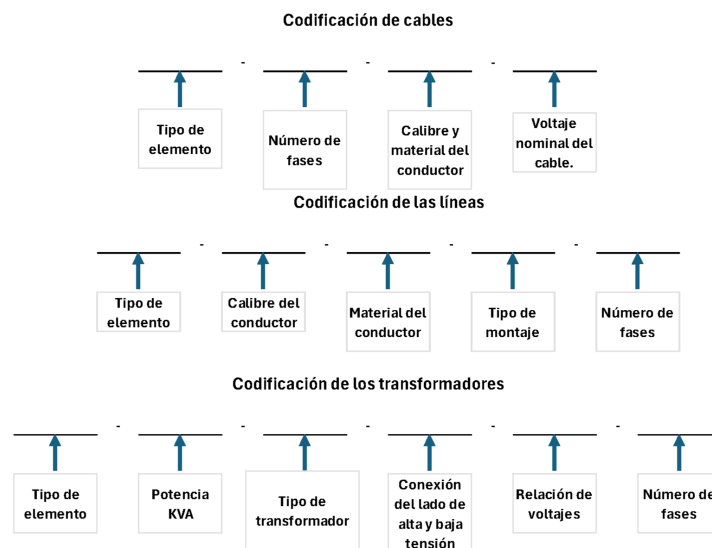 Codificación de cables
- - -
Tipo de
elemento
Número de
fases
Calibre y
material del
conductor
Voltaje
nominal del
cable.
Codificación de las líneas
- - - -
Tipo de
elemento
Calibre del
conductor
Material del
conductor
Tipo de
montaje
Número de
fases
Codificación de los transformadores
- - - - -
Tipo de
elemento
Potencia
KVA
Tipo de
transformador
Conexión
del lado de
alta y baja
tensión
Relación de
voltajes
Número de
fases